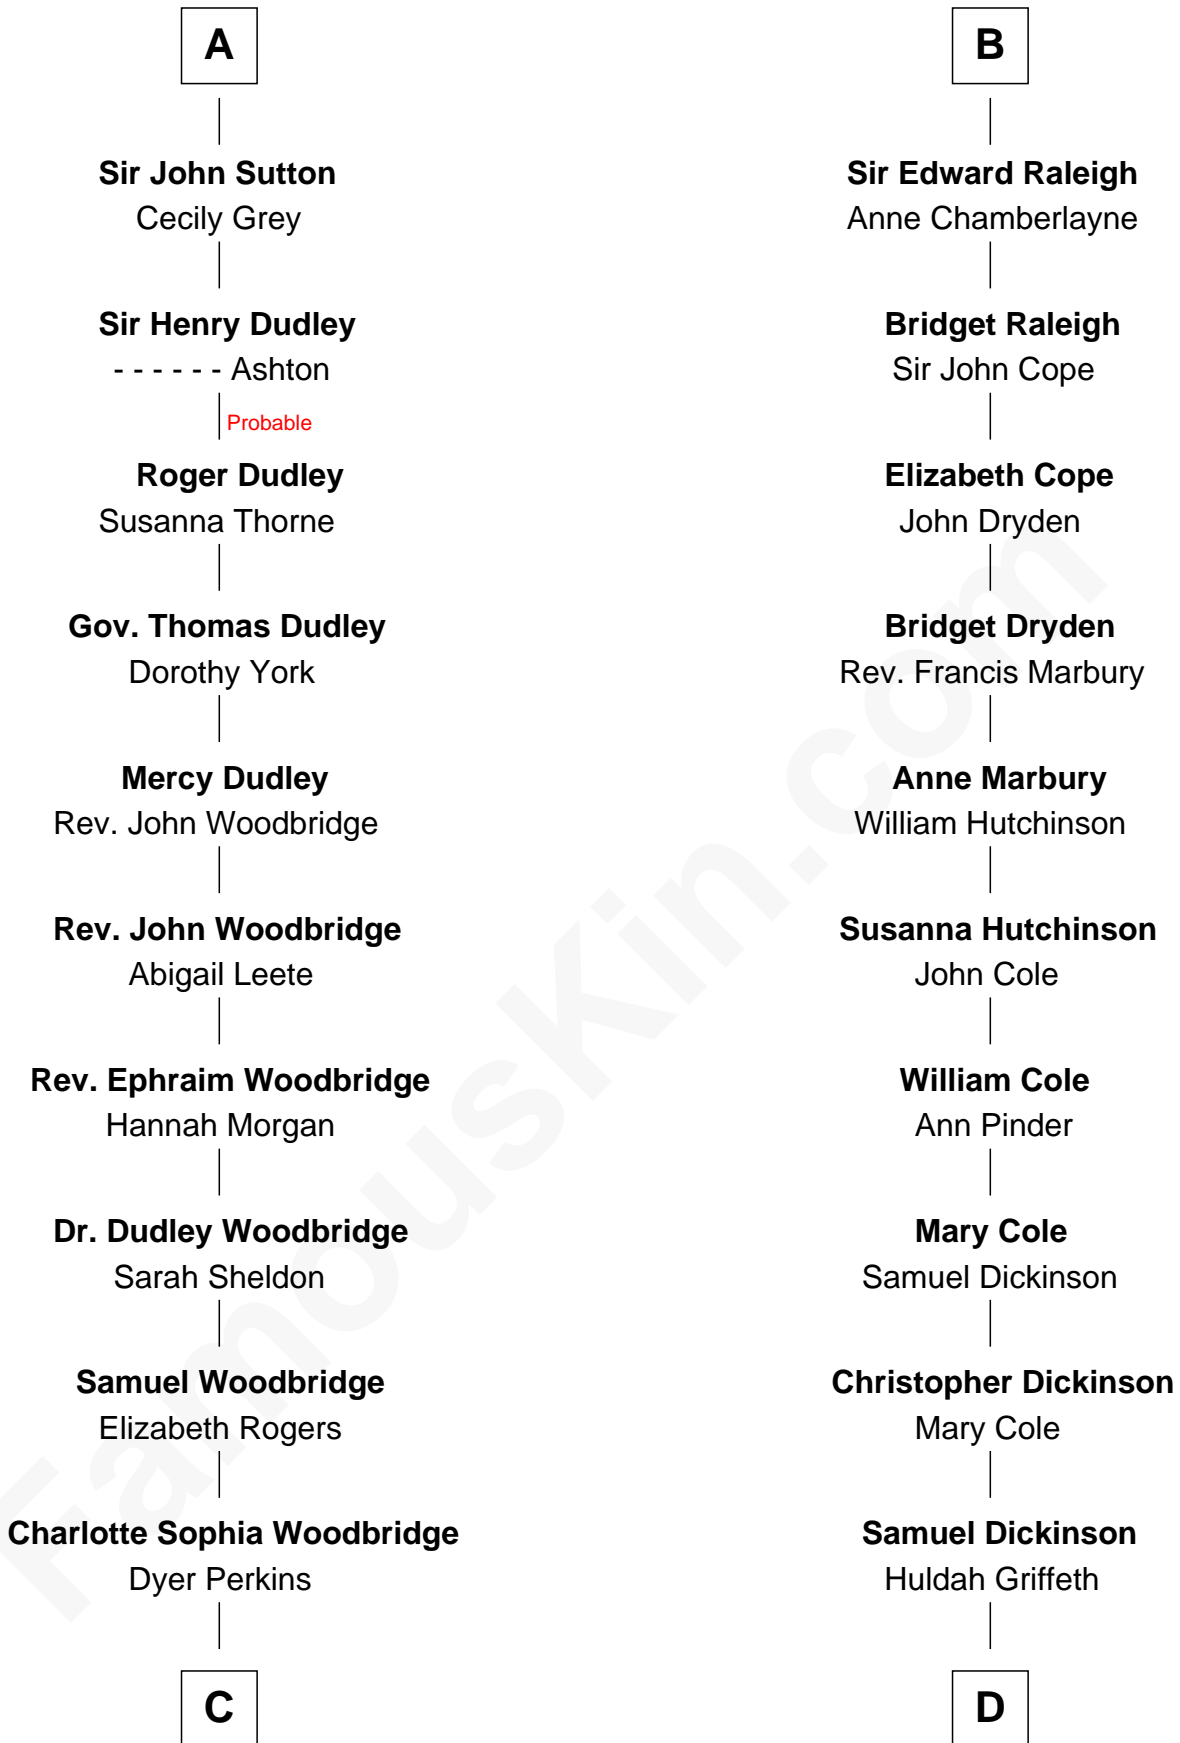 A
Sir John Sutton
Cecily Grey
Sir Henry Dudley
- - - - - - Ashton
Probable
Roger Dudley
Susanna Thorne
Gov. Thomas Dudley
Dorothy York
Mercy Dudley
Rev. John Woodbridge
Rev. John Woodbridge
Abigail Leete
Rev. Ephraim Woodbridge
Hannah Morgan
Dr. Dudley Woodbridge
Sarah Sheldon
Samuel Woodbridge
Elizabeth Rogers
Charlotte Sophia Woodbridge
Dyer Perkins
C
B
Sir Edward Raleigh
Anne Chamberlayne
Bridget Raleigh
Sir John Cope
Elizabeth Cope
John Dryden
Bridget Dryden
Rev. Francis Marbury
Anne Marbury
William Hutchinson
Susanna Hutchinson
John Cole
William Cole
Ann Pinder
Mary Cole
Samuel Dickinson
Christopher Dickinson
Mary Cole
Samuel Dickinson
Huldah Griffeth
D
FamousKin.com